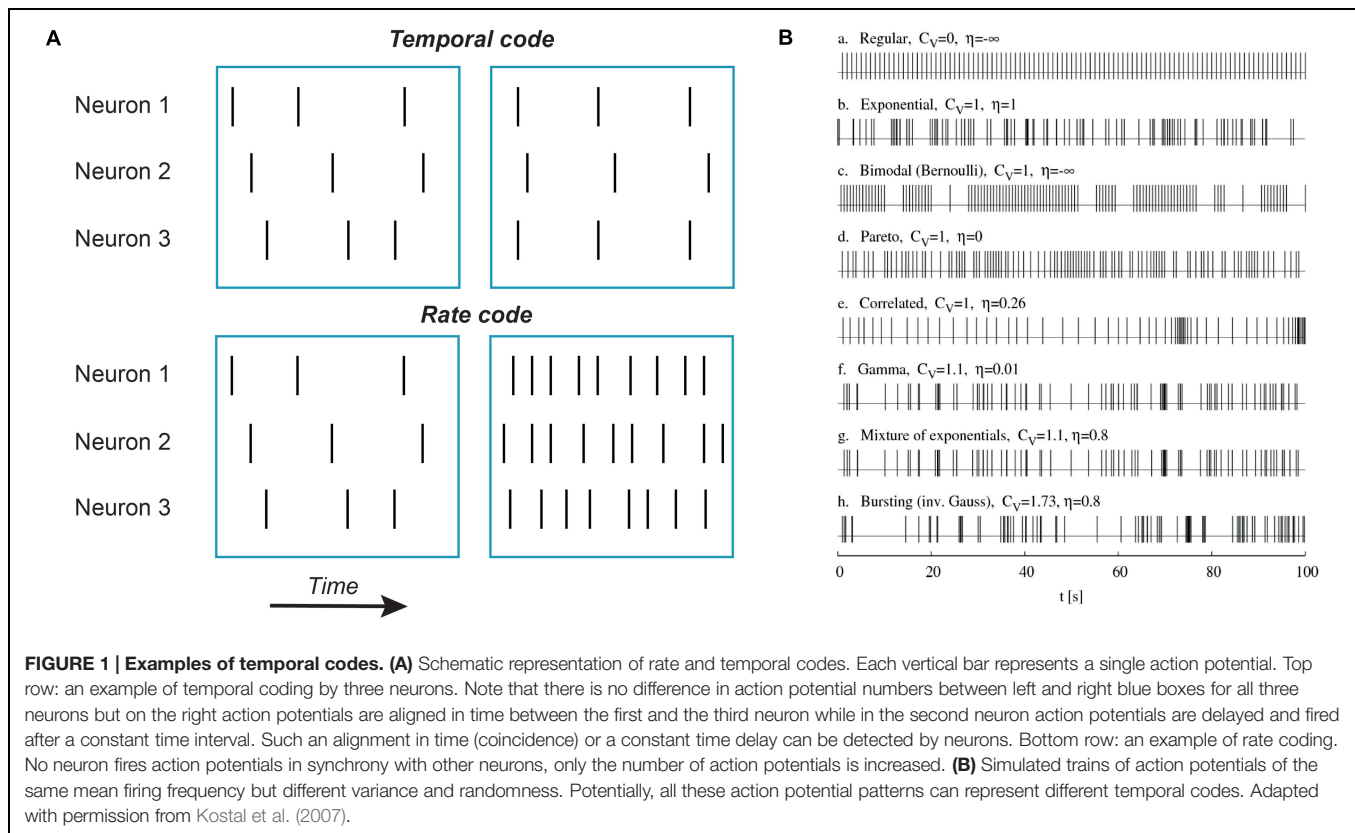 A
Temporal code
Neuron 1
Neuron 2
Neuron 3
Rate code
Neuron 1
Neuron 2
Neuron 3
Time
B
a. Regular, CV=0, η=-∞
b. Exponential, CV=1, η=1
c. Bimodal (Bernoulli), CV=1, η=-∞
d. Pareto, CV=1, η=0
e. Correlated, CV=1, η=0.26
f. Gamma, CV=1.1, η=0.01
g. Mixture of exponentials, CV=1.1, η=0.8
h. Bursting (inv. Gauss), CV=1.73, η=0.8
0 20 40 60 80 100
t [s]
FIGURE 1 | Examples of temporal codes. (A) Schematic representation of rate and temporal codes. Each vertical bar represents a single action potential. Top
row: an example of temporal coding by three neurons. Note that there is no difference in action potential numbers between left and right blue boxes for all three
neurons but on the right action potentials are aligned in time between the first and the third neuron while in the second neuron action potentials are delayed and fired
after a constant time interval. Such an alignment in time (coincidence) or a constant time delay can be detected by neurons. Bottom row: an example of rate coding.
No neuron fires action potentials in synchrony with other neurons, only the number of action potentials is increased. (B) Simulated trains of action potentials of the
same mean firing frequency but different variance and randomness. Potentially, all these action potential patterns can represent different temporal codes. Adapted
with permission from Kostal et al. (2007).